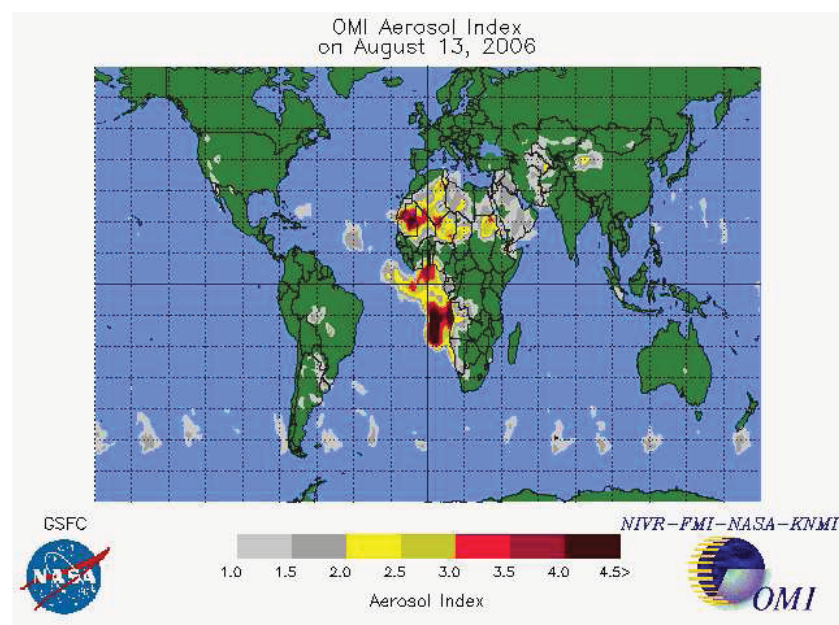 OMI Aerosol Index
on August 13, 2006
GSFC
NIVR-FMI-NASA-KNMI
NASA
1.0 1.5 2.0 2.5 3.0 3.5 4.0 4.5>
Aerosol Index
OMI